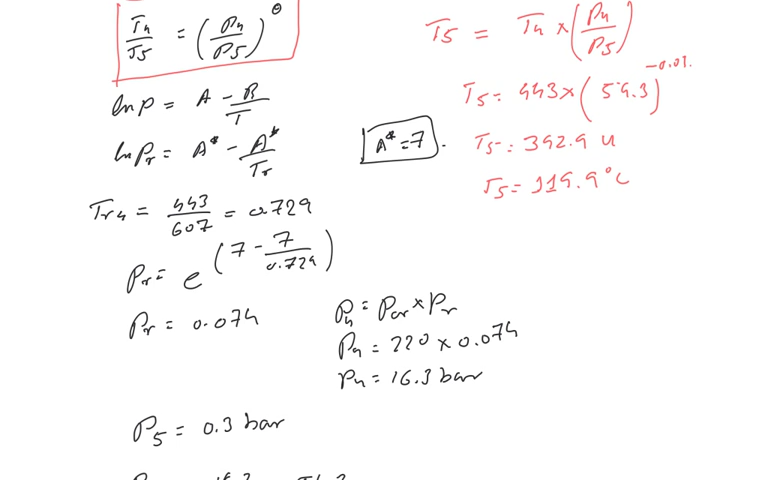 T4/T5 = (P4/P5)^θ
ln P = A - B/T
ln Pr = A* - A*/Tr
A* = 7
Tr4 = 443/607 = 0.729
Pr = e^(7 - 7/0.729)
Pr = 0.074
P4 = Pcr × Pr
P4 = 220 × 0.074
P4 = 16.3 bar
P5 = 0.3 bar
T5 = T4 × (P4/P5)
T5 = 443 × (54.3)^-0.01.
T5 = 392.9 K
T5 = 119.9 °C